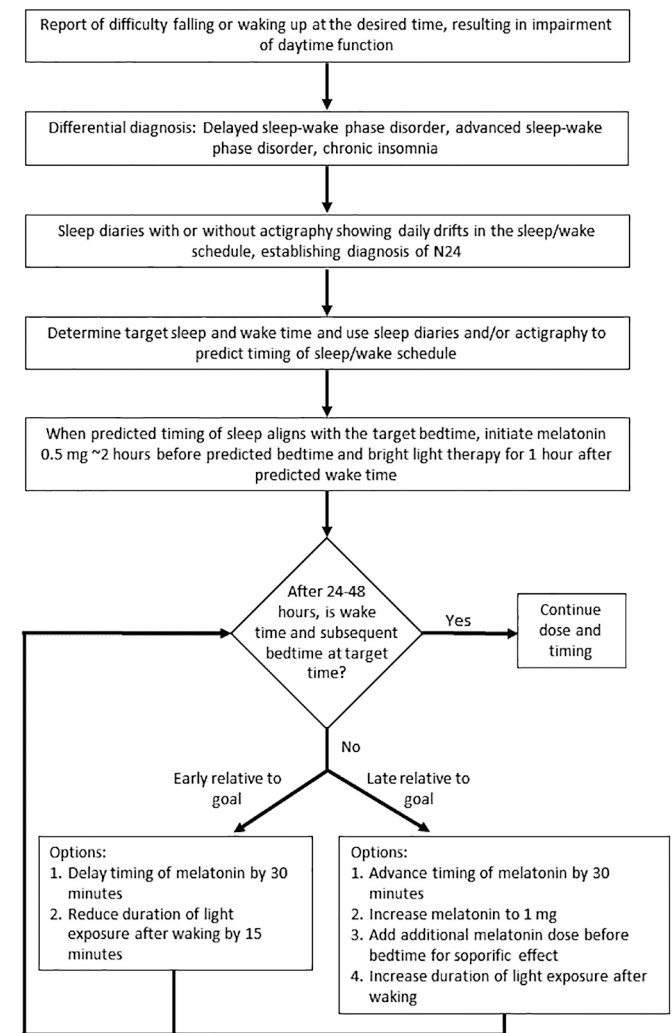 Report of difficulty falling or waking up at the desired time, resulting in impairment
of daytime function
Differential diagnosis: Delayed sleep-wake phase disorder, advanced sleep-wake
phase disorder, chronic insomnia
Sleep diaries with or without actigraphy showing daily drifts in the sleep/wake
schedule, establishing diagnosis of N24
Determine target sleep and wake time and use sleep diaries and/or actigraphy to
predict timing of sleep/wake schedule
When predicted timing of sleep aligns with the target bedtime, initiate melatonin
0.5 mg ~2 hours before predicted bedtime and bright light therapy for 1 hour after
predicted wake time
After 24-48
hours, is wake
time and subsequent
bedtime at target
time?
Yes
Continue
dose and
timing
No
Early relative to
goal
Late relative to
goal
Options:
1. Delay timing of melatonin by 30
minutes
2. Reduce duration of light
exposure after waking by 15
minutes
Options:
1. Advance timing of melatonin by 30
minutes
2. Increase melatonin to 1 mg
3. Add additional melatonin dose before
bedtime for soporific effect
4. Increase duration of light exposure after
waking